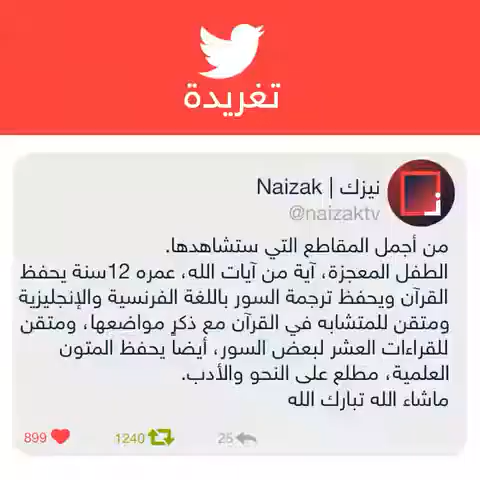 تغريدة
نيزك | Naizak
@naizaktv
من أجمل المقاطع التي ستشاهدها.
الطفل المعجزة، آية من آيات الله، عمره 12سنة يحفظ
القرآن ويحفظ ترجمة السور باللغة الفرنسية والإنجليزية
ومتقن للمتشابه في القرآن مع ذكر مواضعها، ومتقن
للقراءات العشر لبعض السور، أيضاً يحفظ المتون
العلمية، مطلع على النحو والأدب.
ماشاء الله تبارك الله
899 1240 25